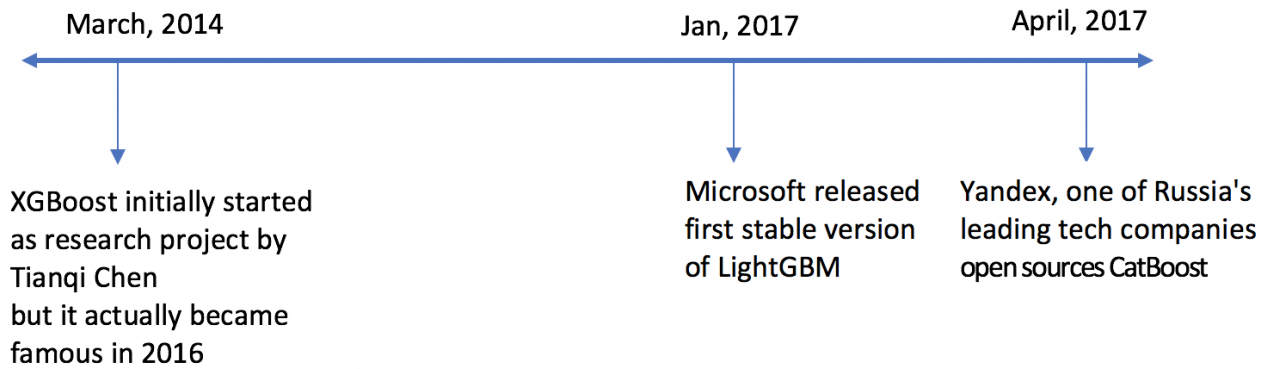 March, 2014
Jan, 2017
April, 2017
XGBoost initially started
as research project by
Tianqi Chen
but it actually became
famous in 2016
Microsoft released
first stable version
of LightGBM
Yandex, one of Russia's
leading tech companies
open sources CatBoost